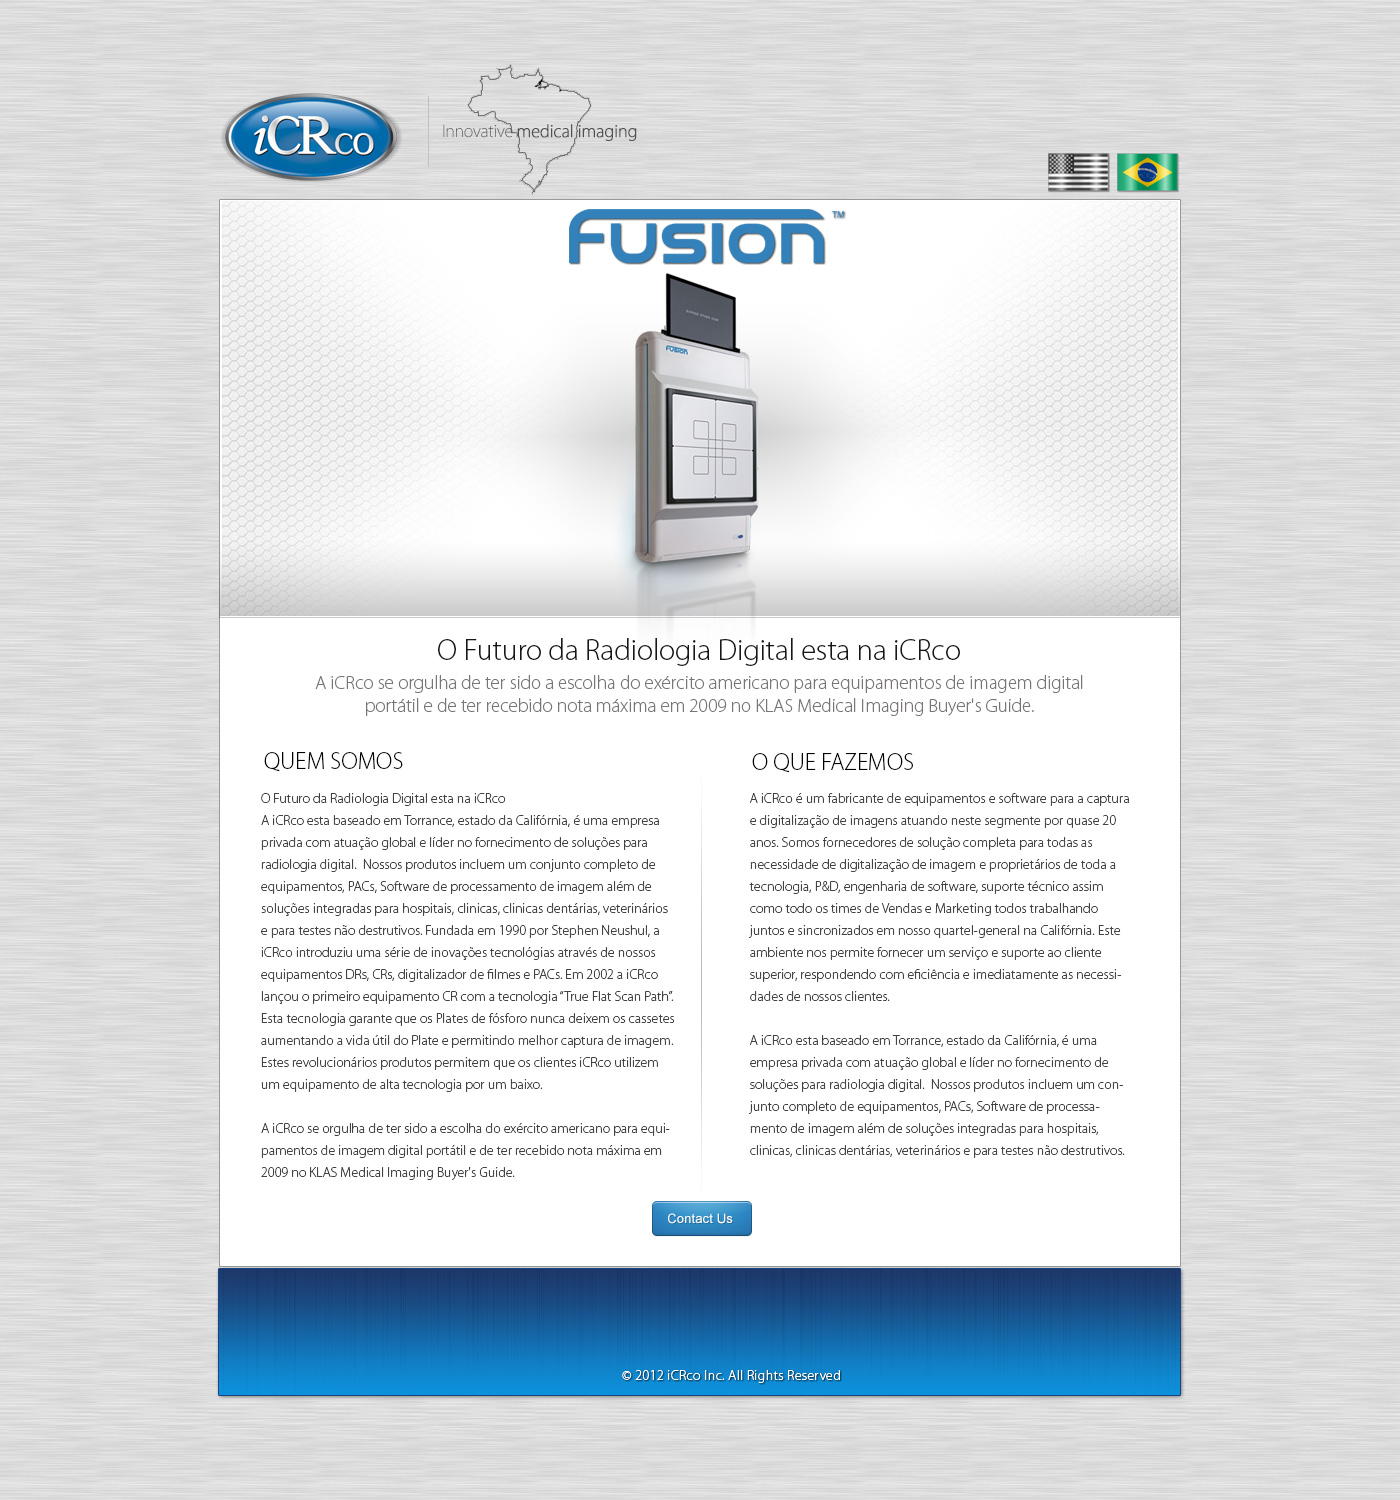 iCRco
Innovative medical imaging
FUSION™
FUSION
O Futuro da Radiologia Digital esta na iCRco
A iCRco se orgulha de ter sido a escolha do exército americano para equipamentos de imagem digital
portátil e de ter recebido nota máxima em 2009 no KLAS Medical Imaging Buyer's Guide.
QUEM SOMOS
O Futuro da Radiologia Digital esta na iCRco
A iCRco esta baseado em Torrance, estado da Califórnia, é uma empresa
privada com atuação global e líder no fornecimento de soluções para
radiologia digital.  Nossos produtos incluem um conjunto completo de
equipamentos, PACs, Software de processamento de imagem além de
soluções integradas para hospitais, clinicas, clinicas dentárias, veterinários
e para testes não destrutivos. Fundada em 1990 por Stephen Neushul, a
iCRco introduziu uma série de inovações tecnológias através de nossos
equipamentos DRs, CRs, digitalizador de filmes e PACs. Em 2002 a iCRco
lançou o primeiro equipamento CR com a tecnologia “True Flat Scan Path”.
Esta tecnologia garante que os Plates de fósforo nunca deixem os cassetes
aumentando a vida útil do Plate e permitindo melhor captura de imagem.
Estes revolucionários produtos permitem que os clientes iCRco utilizem
um equipamento de alta tecnologia por um baixo.
A iCRco se orgulha de ter sido a escolha do exército americano para equi-
pamentos de imagem digital portátil e de ter recebido nota máxima em
2009 no KLAS Medical Imaging Buyer's Guide.
O QUE FAZEMOS
A iCRco é um fabricante de equipamentos e software para a captura
e digitalização de imagens atuando neste segmente por quase 20
anos. Somos fornecedores de solução completa para todas as
necessidade de digitalização de imagem e proprietários de toda a
tecnologia, P&D, engenharia de software, suporte técnico assim
como todo os times de Vendas e Marketing todos trabalhando
juntos e sincronizados em nosso quartel-general na Califórnia. Este
ambiente nos permite fornecer um serviço e suporte ao cliente
superior, respondendo com eficiência e imediatamente as necessi-
dades de nossos clientes.
A iCRco esta baseado em Torrance, estado da Califórnia, é uma
empresa privada com atuação global e líder no fornecimento de
soluções para radiologia digital.  Nossos produtos incluem um con-
junto completo de equipamentos, PACs, Software de processa-
mento de imagem além de soluções integradas para hospitais,
clinicas, clinicas dentárias, veterinários e para testes não destrutivos.
Contact Us
© 2012 iCRco Inc. All Rights Reserved